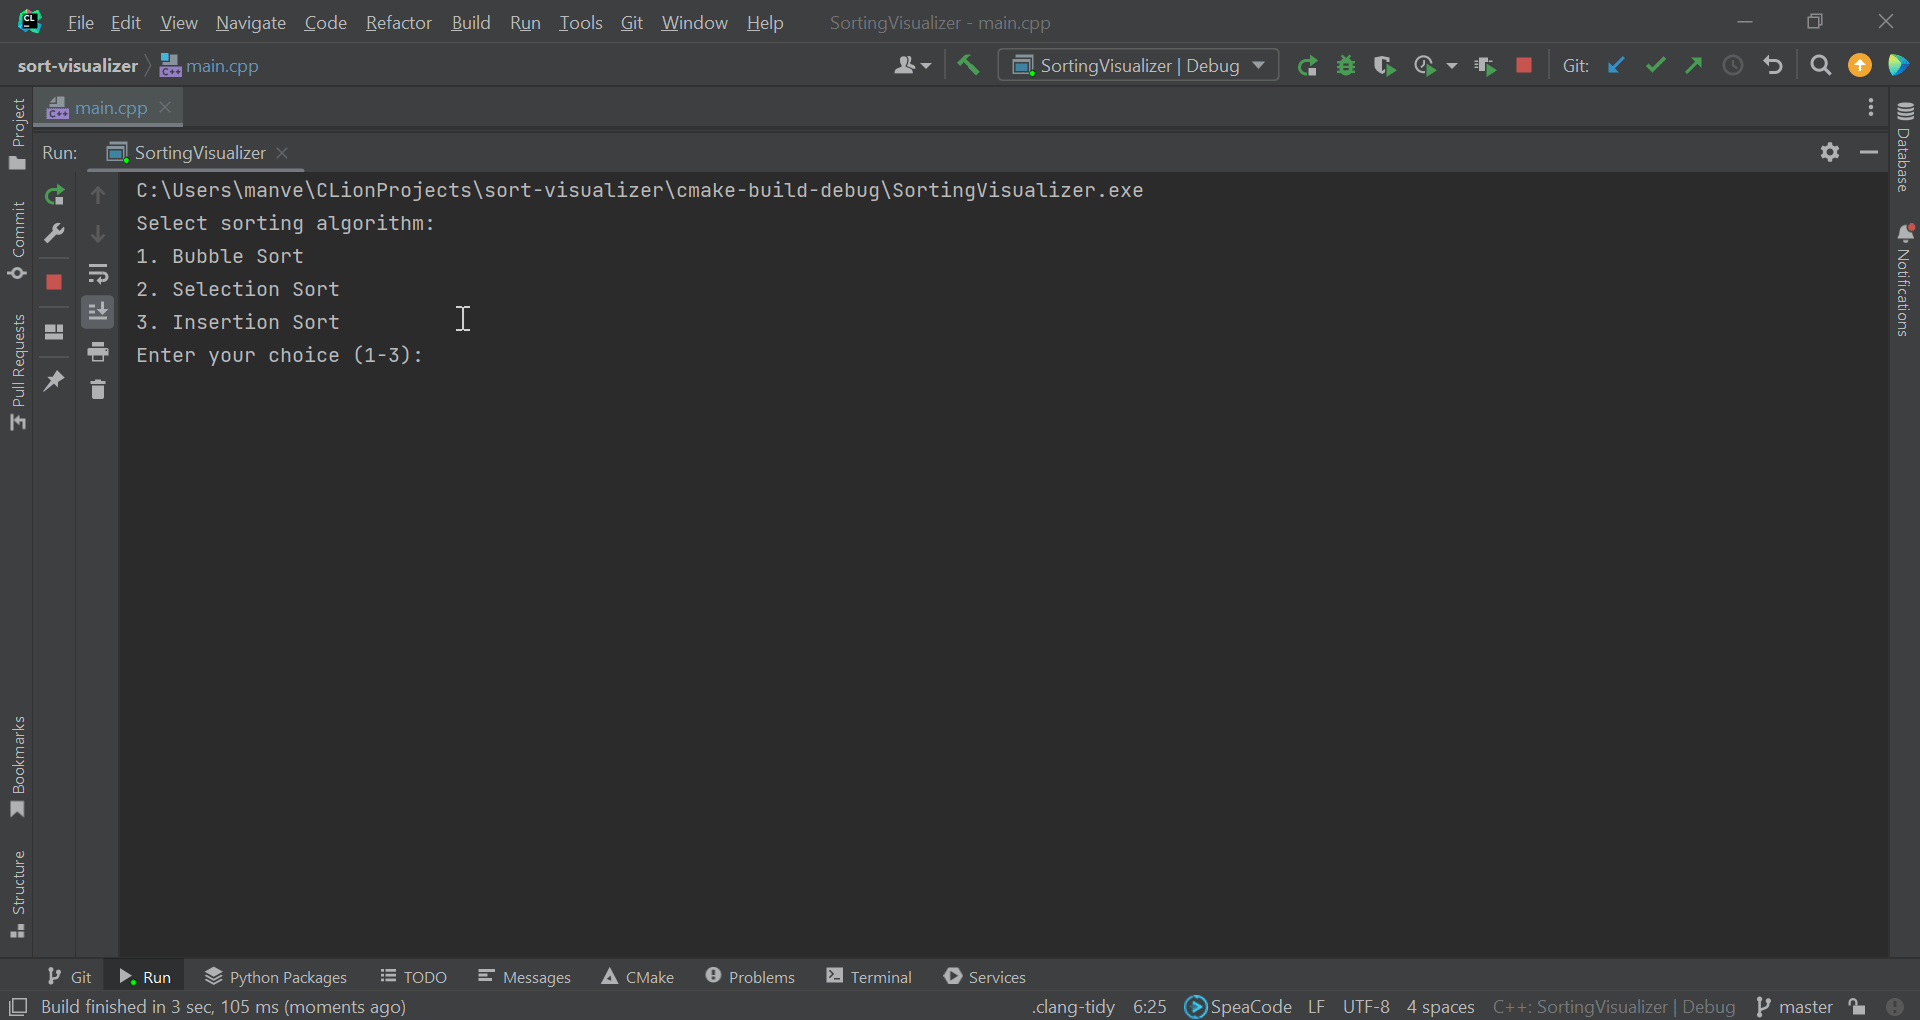 CL
File Edit View Navigate Code Refactor Build Run Tools Git Window Help SortingVisualizer - main.cpp
sort-visualizer C++ main.cpp SortingVisualizer | Debug Git:
C++ main.cpp
Run: SortingVisualizer
C:\Users\manve\CLionProjects\sort-visualizer\cmake-build-debug\SortingVisualizer.exe
Select sorting algorithm:
1. Bubble Sort
2. Selection Sort
3. Insertion Sort
Enter your choice (1-3):
Project
Commit
Pull Requests
Bookmarks
Structure
Database
Notifications
Git Run Python Packages TODO Messages CMake Problems Terminal Services
Build finished in 3 sec, 105 ms (moments ago) .clang-tidy 6:25 SpeaCode LF UTF-8 4 spaces C++: SortingVisualizer | Debug master